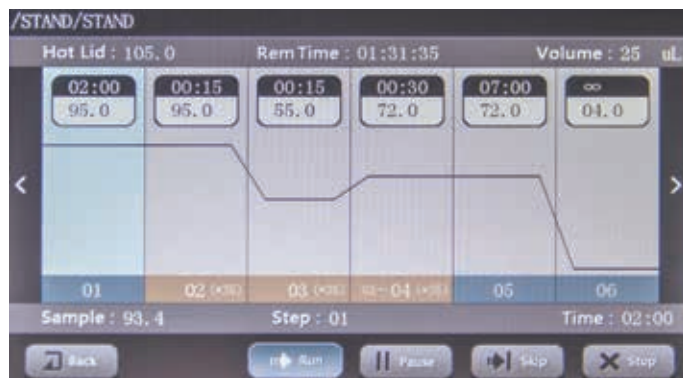 /STAND/STAND
Hot Lid : 105.0 Rem Time : 01:31:35 Volume : 25 uL
02:00 00:15 00:15 00:30 07:00 ∞
95.0 95.0 55.0 72.0 72.0 04.0
01 02 03 04 05 06
Sample : 93.4 Step : 01 Time : 02:00
Back Run Pause Skip Stop